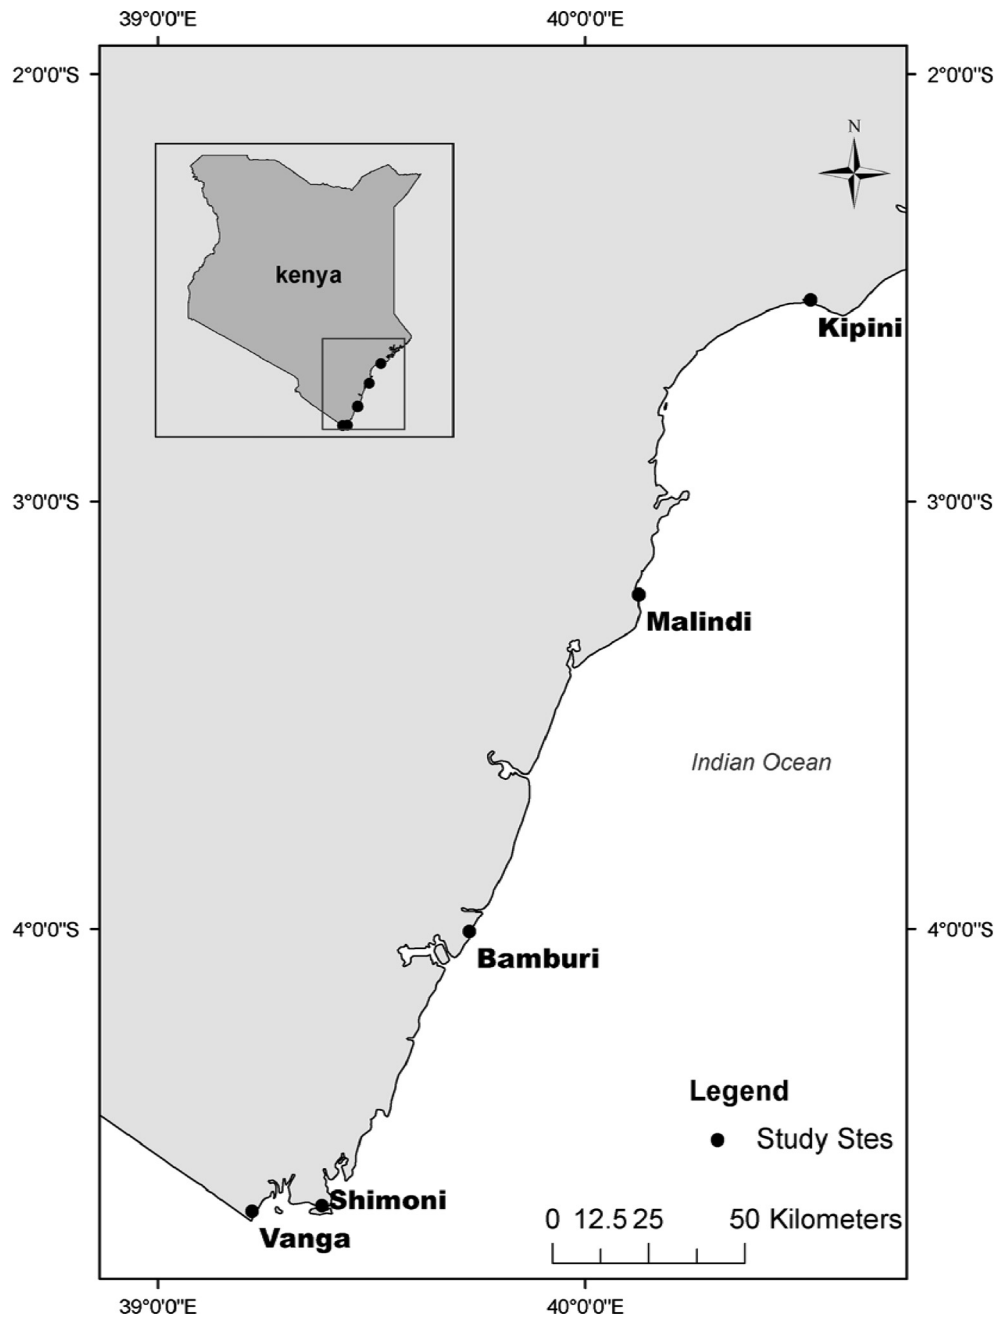 39°0'0"E 40°0'0"E
2°0'0"S 2°0'0"S
N
kenya
Kipini
3°0'0"S 3°0'0"S
Malindi
Indian Ocean
4°0'0"S 4°0'0"S
Bamburi
Legend
Study Stes
Shimoni
0 12.5 25 50 Kilometers
Vanga
39°0'0"E 40°0'0"E